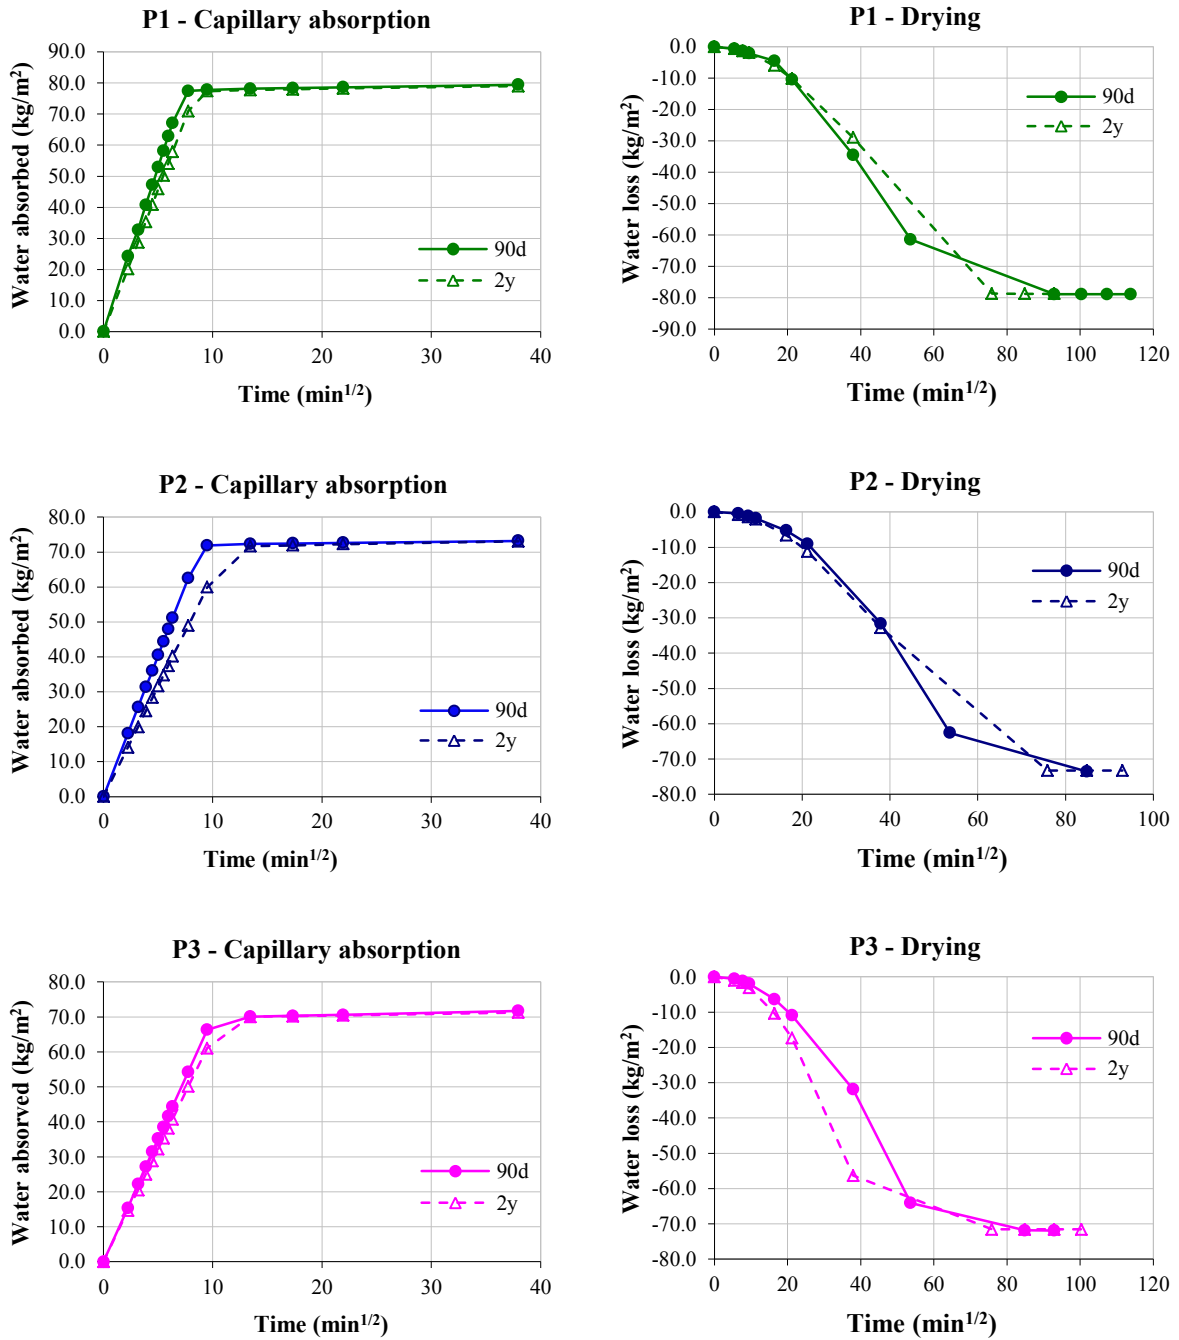 P1 - Capillary absorption
90.0
80.0
70.0
60.0
50.0
40.0
30.0
20.0
10.0
0.0
Water absorbed (kg/m²)
90d
2y
0 10 20 30 40
Time (min1/2)
P1 - Drying
0.0
-10.0
-20.0
-30.0
-40.0
-50.0
-60.0
-70.0
-80.0
-90.0
Water loss (kg/m²)
90d
2y
0 20 40 60 80 100 120
Time (min1/2)
P2 - Capillary absorption
80.0
70.0
60.0
50.0
40.0
30.0
20.0
10.0
0.0
Water absorbed (kg/m²)
90d
2y
0 10 20 30 40
Time (min1/2)
P2 - Drying
0.0
-10.0
-20.0
-30.0
-40.0
-50.0
-60.0
-70.0
-80.0
Water loss (kg/m²)
90d
2y
0 20 40 60 80 100
Time (min1/2)
P3 - Capillary absorption
80.0
70.0
60.0
50.0
40.0
30.0
20.0
10.0
0.0
Water absorved (kg/m²)
90d
2y
0 10 20 30 40
Time (min1/2)
P3 - Drying
0.0
-10.0
-20.0
-30.0
-40.0
-50.0
-60.0
-70.0
-80.0
Water loss (kg/m²)
90d
2y
0 20 40 60 80 100 120
Time (min1/2)